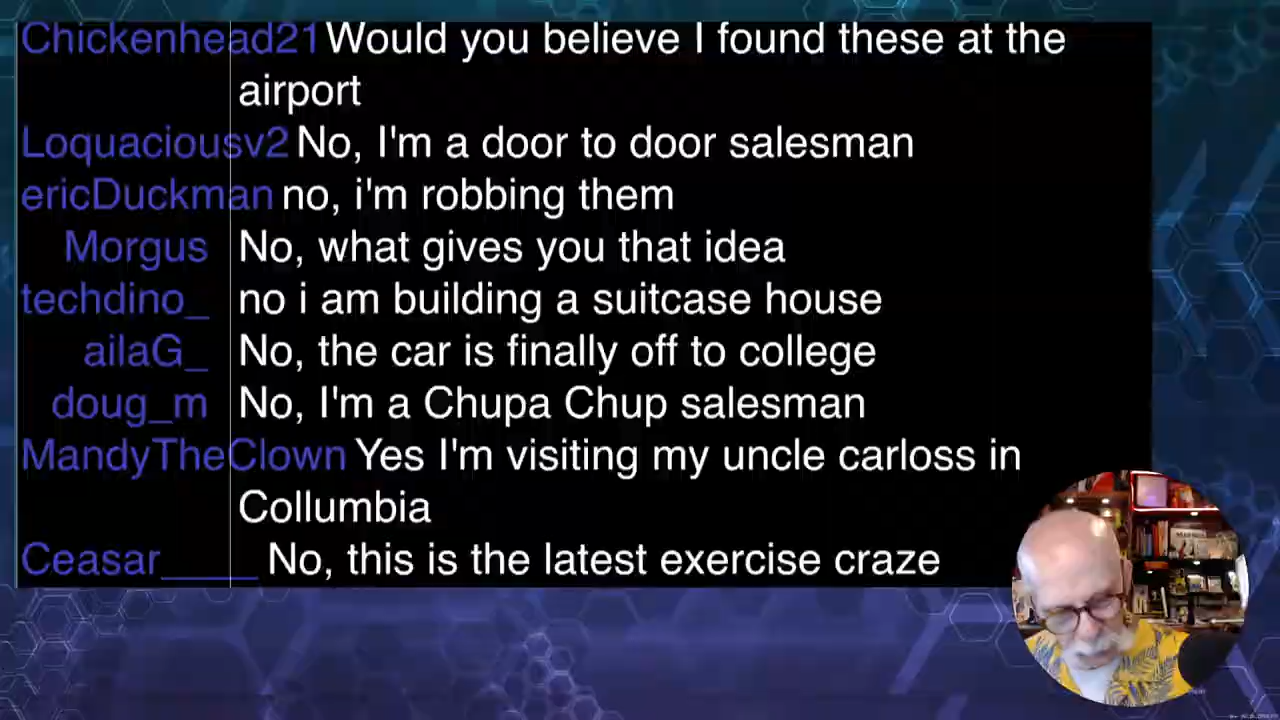 Chickenhead21 Would you believe I found these at the
airport
Loquaciousv2 No, I'm a door to door salesman
ericDuckman no, i'm robbing them
Morgus No, what gives you that idea
techdino_ no i am building a suitcase house
ailaG_ No, the car is finally off to college
doug_m No, I'm a Chupa Chup salesman
MandyTheClown Yes I'm visiting my uncle carloss in
Collumbia
Ceasar____ No, this is the latest exercise craze